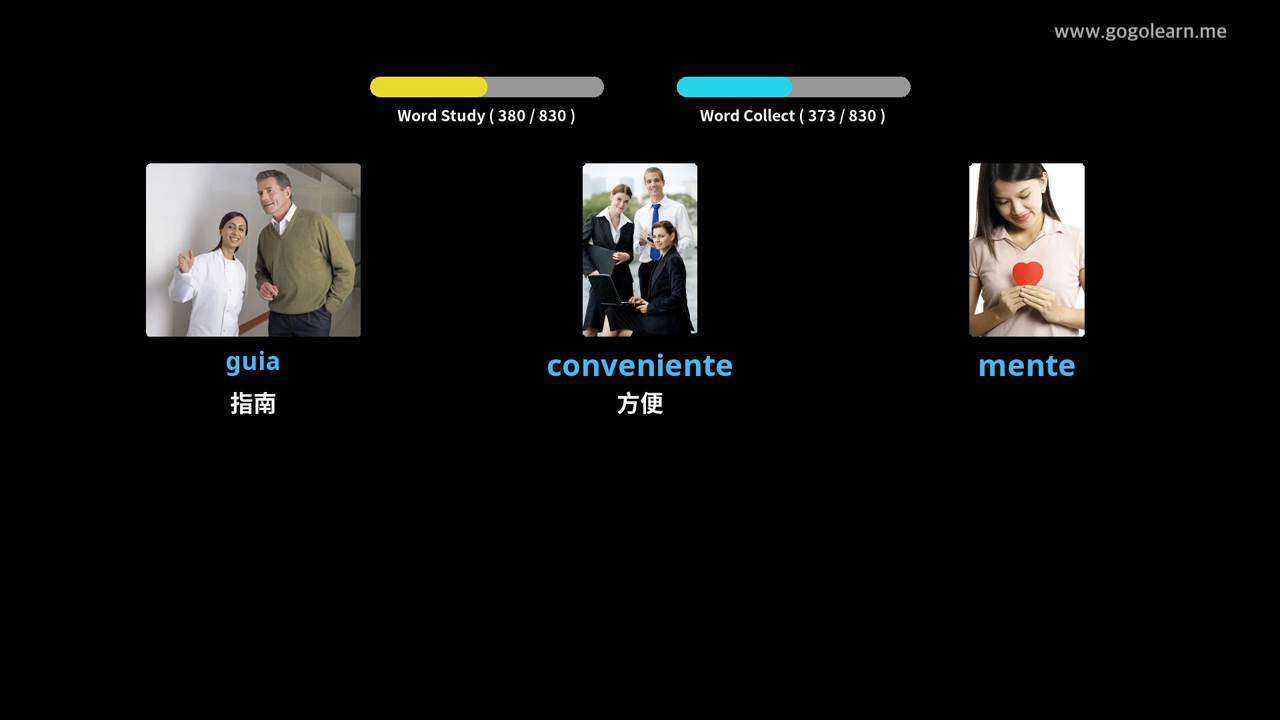 www.gogolearn.me
Word Study ( 380 / 830 )
Word Collect ( 373 / 830 )
guia
指南
conveniente
方便
mente